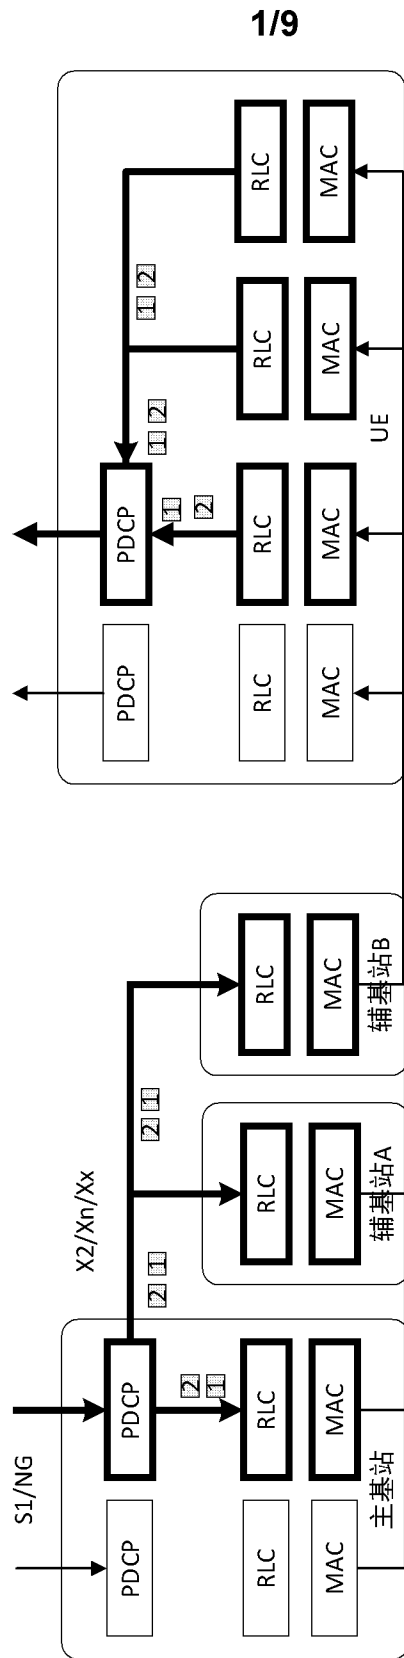 1/9
S1/NG
X2/Xn/Xx
PDCP
PDCP
PDCP
PDCP
2 1
2 1
1 2
1 2
2
1
1
2
RLC
RLC
RLC
RLC
RLC
RLC
RLC
RLC
MAC
MAC
MAC
MAC
MAC
MAC
MAC
MAC
主基站
辅基站A
辅基站B
UE